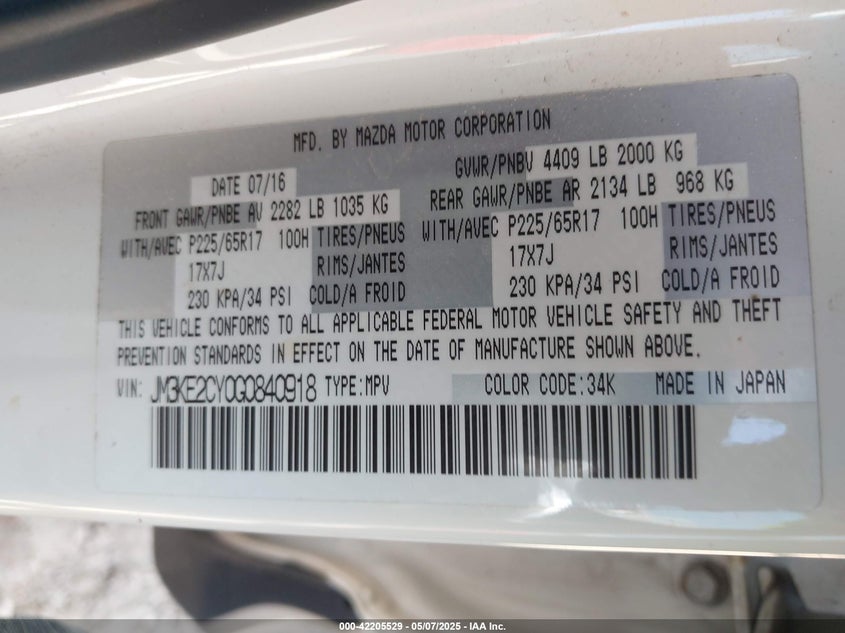 MFD. BY MAZDA MOTOR CORPORATION
DATE 07/16 GVWR/PNBV 4409 LB 2000 KG
FRONT GAWR/PNBE AV 2282 LB 1035 KG REAR GAWR/PNBE AR 2134 LB 968 KG
WITH/AVEC P225/65R17 100H TIRES/PNEUS WITH/AVEC P225/65R17 100H TIRES/PNEUS
17X7J RIMS/JANTES 17X7J RIMS/JANTES
230 KPA/34 PSI COLD/A FROID 230 KPA/34 PSI COLD/A FROID
THIS VEHICLE CONFORMS TO ALL APPLICABLE FEDERAL MOTOR VEHICLE SAFETY AND THEFT
PREVENTION STANDARDS IN EFFECT ON THE DATE OF MANUFACTURE SHOWN ABOVE.
VIN: JM3KE2CY0G0840918 TYPE:MPV COLOR CODE:34K MADE IN JAPAN
000-42205529 - 05/07/2025 - IAA Inc.